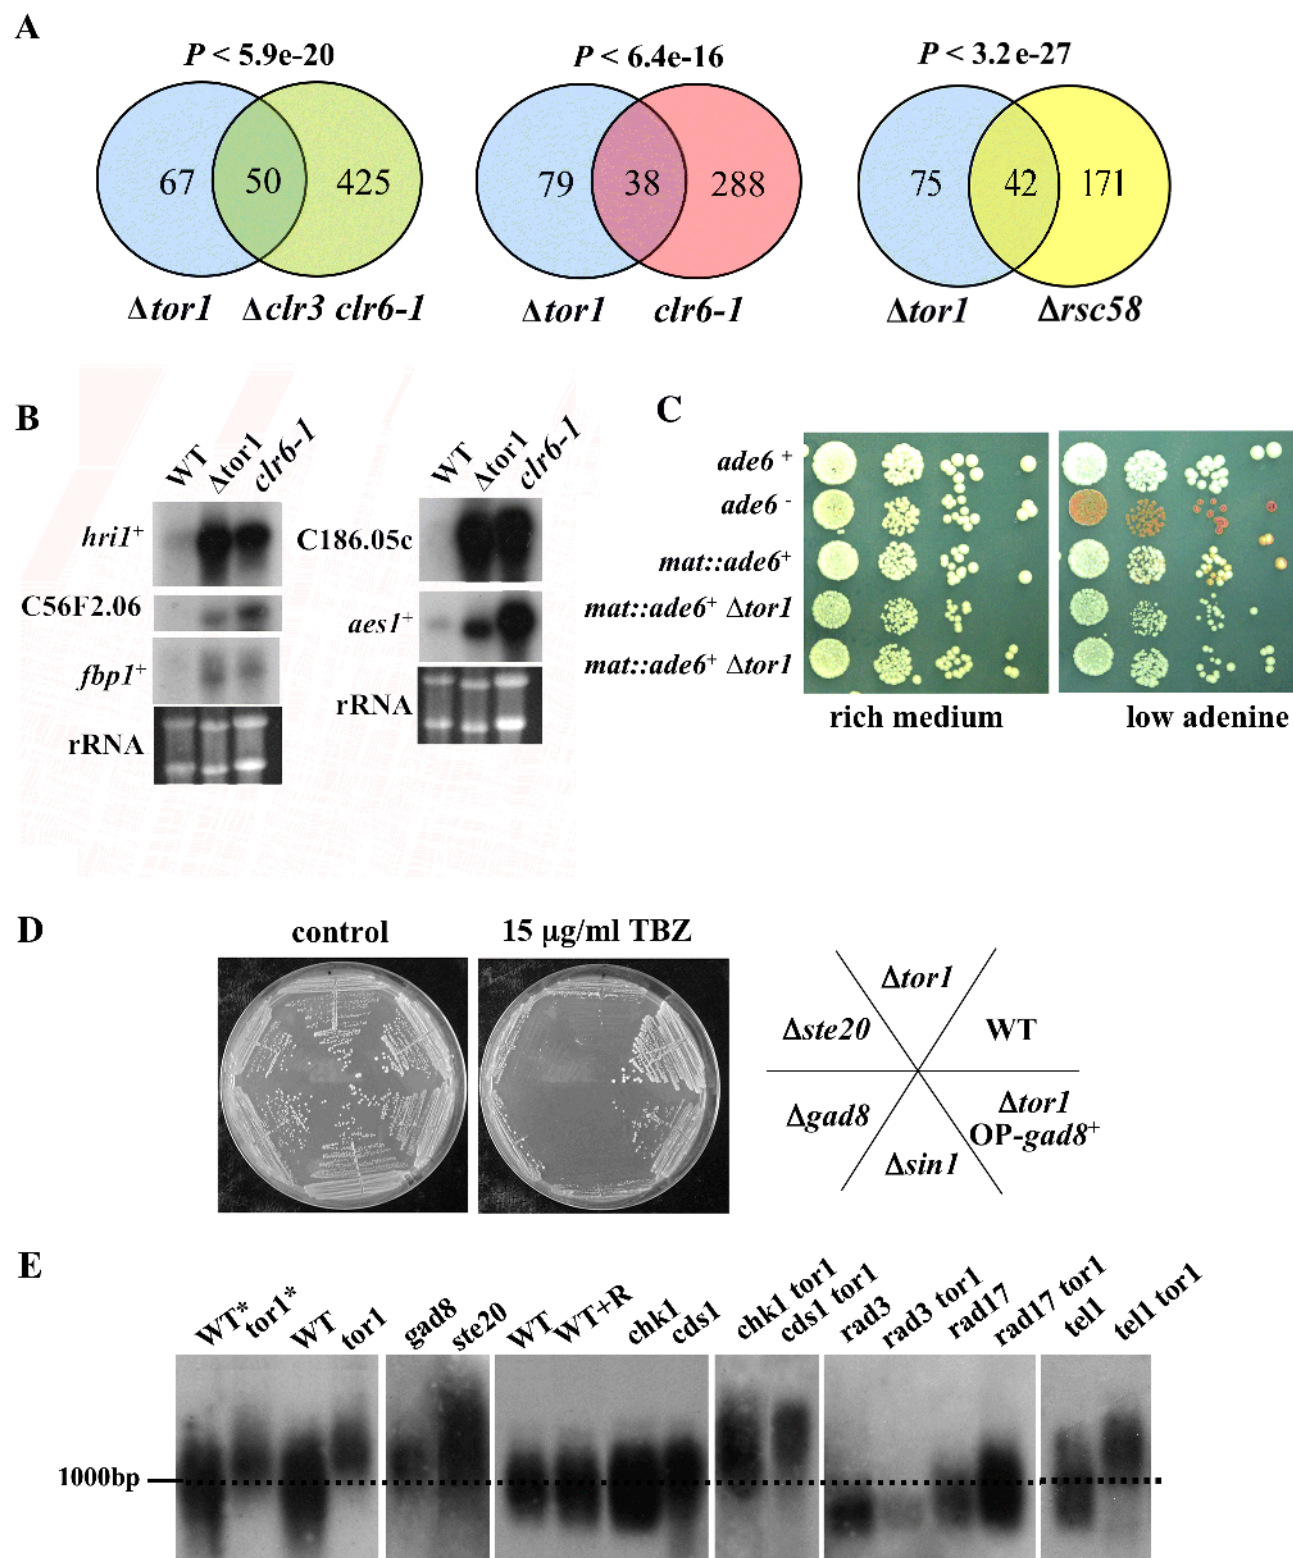 A
P < 5.9e-20
P < 6.4e-16
P < 3.2e-27
67 50 425
79 38 288
75 42 171
Δtor1 Δclr3 clr6-1
Δtor1 clr6-1
Δtor1 Δrsc58
B
WT Δtor1 clr6-1
hri1⁺
C56F2.06
fbp1⁺
rRNA
WT Δtor1 clr6-1
C186.05c
aes1⁺
rRNA
C
ade6⁺
ade6⁻
mat::ade6⁺
mat::ade6⁺ Δtor1
mat::ade6⁺ Δtor1
rich medium
low adenine
D
control
15 μg/ml TBZ
Δtor1
Δste20
WT
Δgad8
Δtor1
OP-gad8⁺
Δsin1
E
WT* tor1* WT tor1 gad8 ste20 WT WT+R chk1 cds1 chk1 tor1 cds1 tor1 rad3 rad3 tor1 rad17 rad17 tor1 tel1 tel1 tor1
1000bp